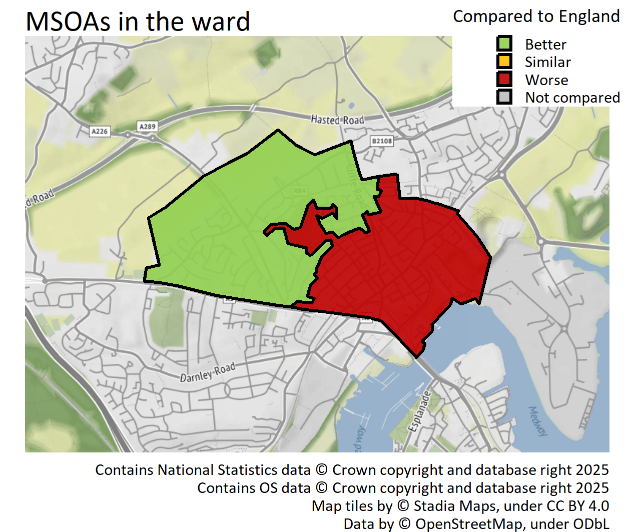 MSOAs in the ward
Compared to England
Better
Similar
Worse
Not compared
Hasted Road
A289
A226
B2108
d Road
Darnley Road
Esplanade
Medway
dway
Contains National Statistics data © Crown copyright and database right 2025
Contains OS data © Crown copyright and database right 2025
Map tiles by © Stadia Maps, under CC BY 4.0
Data by © OpenStreetMap, under ODbL